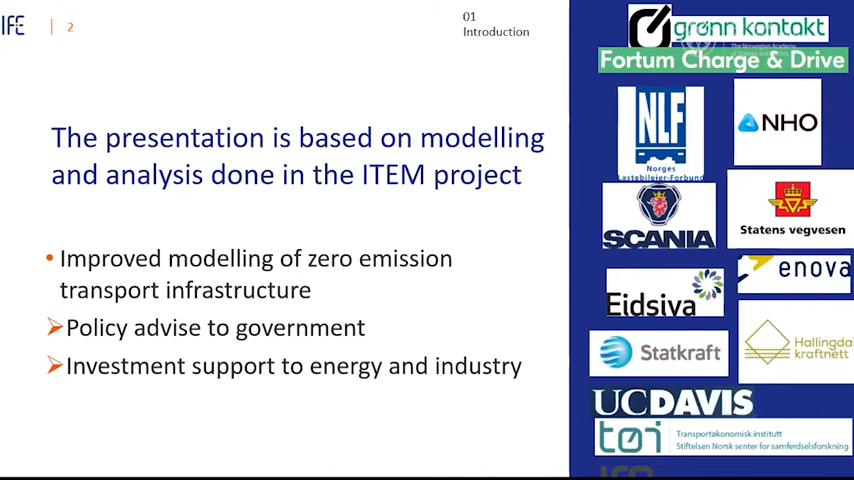 IFE
2
01
Introduction
The presentation is based on modelling
and analysis done in the ITEM project
• Improved modelling of zero emission
transport infrastructure
➢Policy advise to government
➢Investment support to energy and industry
grønn kontakt
The Norwegian Academy
Fortum Charge & Drive
NLF
Norges
Lastebileier-Forbund
NHO
SCANIA
Statens vegvesen
enova
Eidsiva
Statkraft
Hallingdal
kraftnett
UCDAVIS
tøi
Transportøkonomisk institutt
Stiftelsen Norsk senter for samferdselsforskning